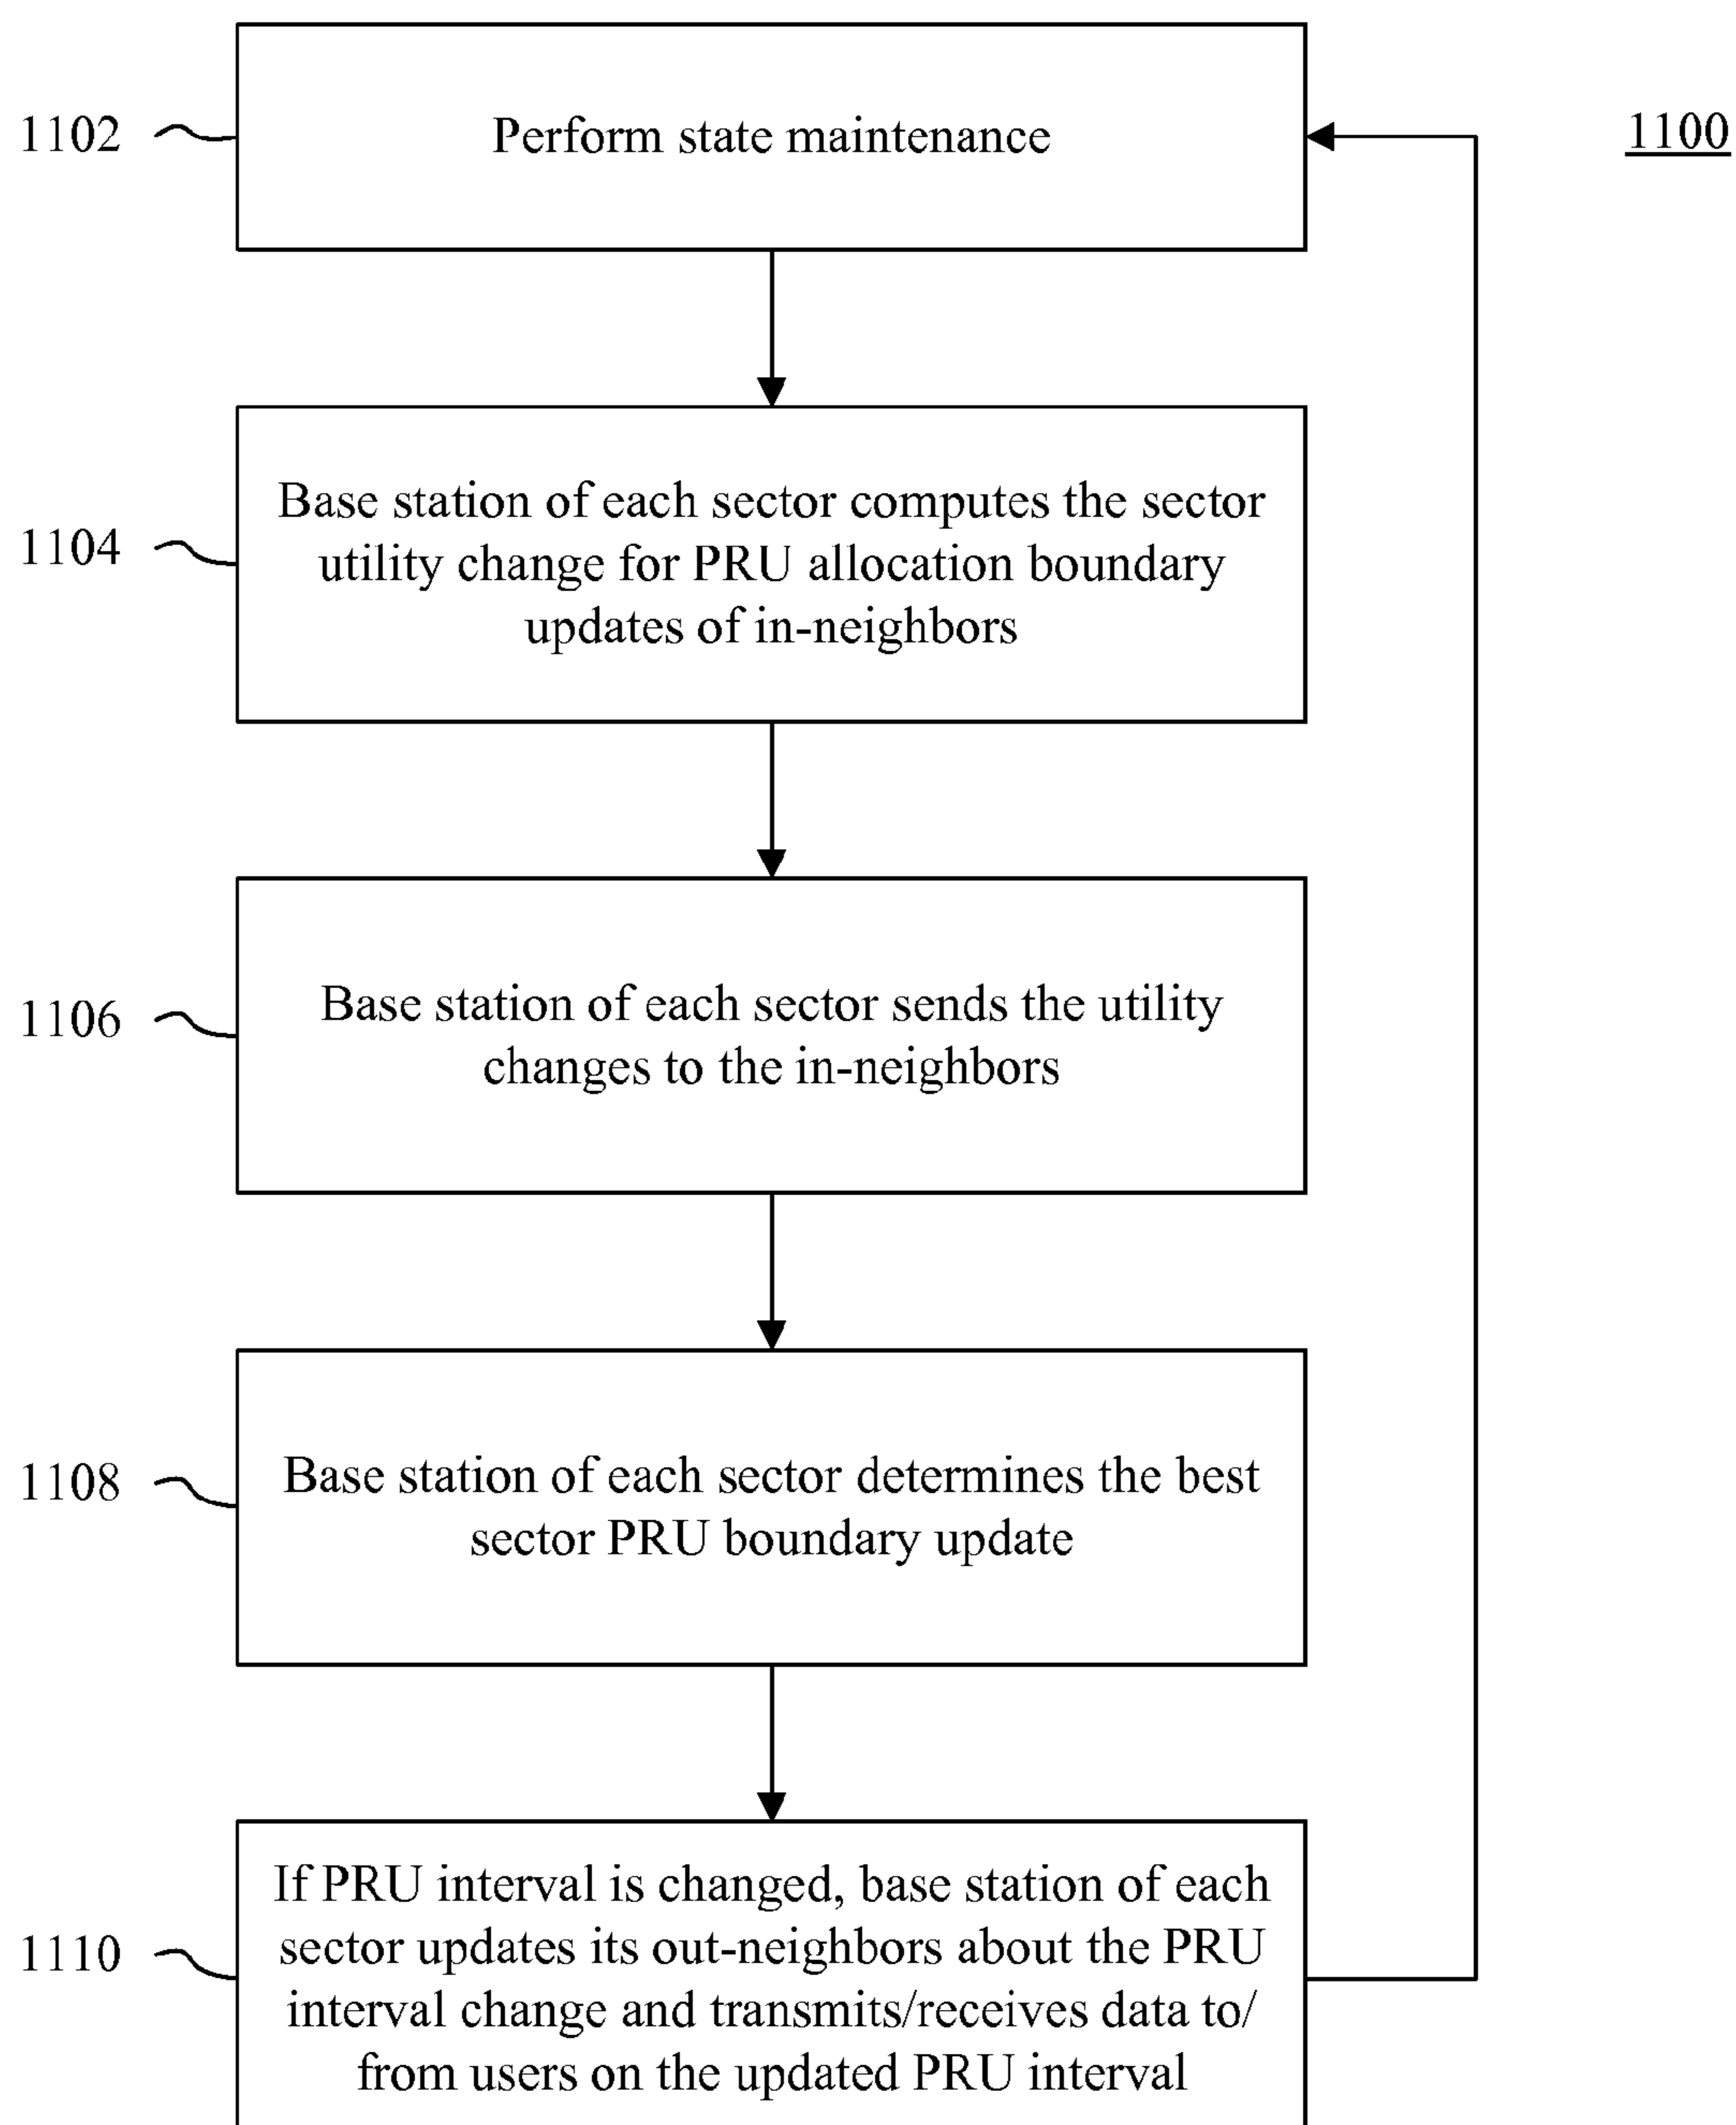 1100
1102
Perform state maintenance
1104
Base station of each sector computes the sector
utility change for PRU allocation boundary
updates of in-neighbors
1106
Base station of each sector sends the utility
changes to the in-neighbors
1108
Base station of each sector determines the best
sector PRU boundary update
1110
If PRU interval is changed, base station of each
sector updates its out-neighbors about the PRU
interval change and transmits/receives data to/
from users on the updated PRU interval